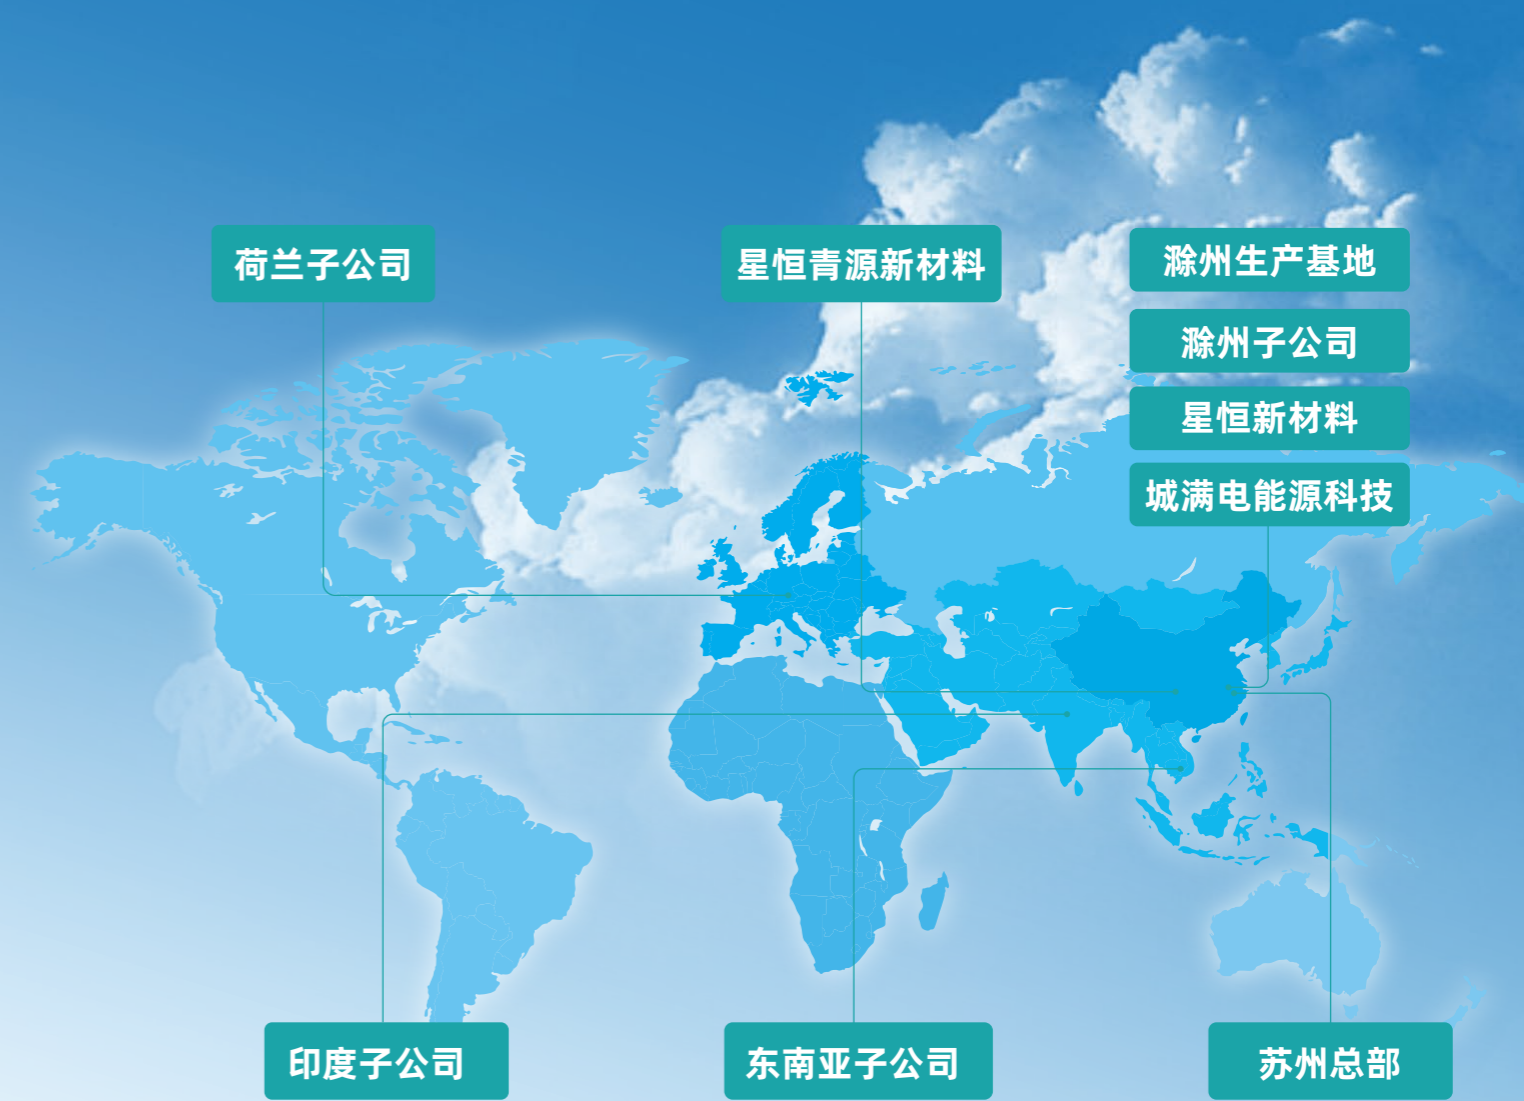 荷兰子公司
星恒青源新材料
滁州生产基地
滁州子公司
星恒新材料
城满电能源科技
印度子公司
东南亚子公司
苏州总部